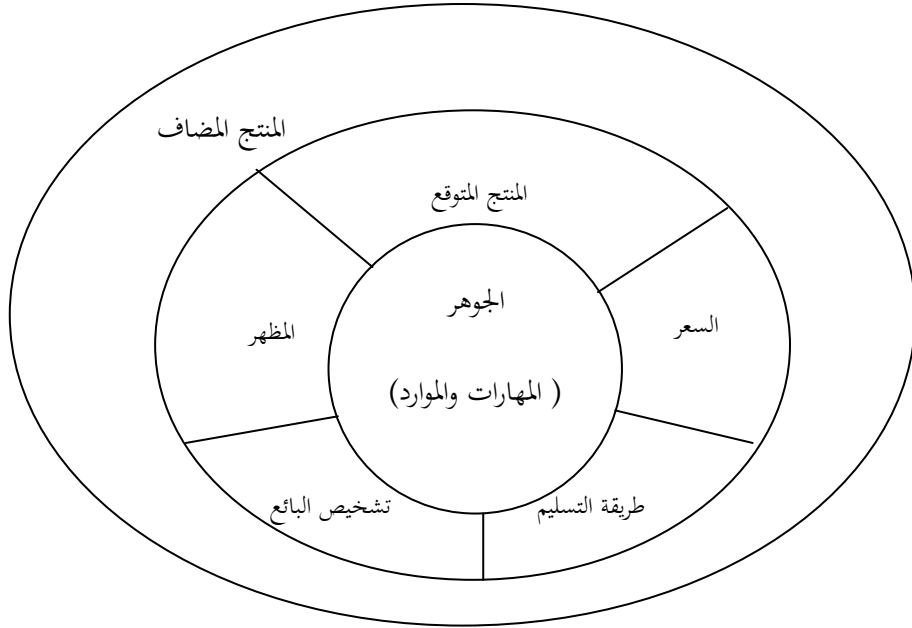 المنتج المضاف
المنتج المتوقع
الجوهر
السعر
المظهر
( المهارات والموارد)
طريقة التسليم
تشخيص البائع